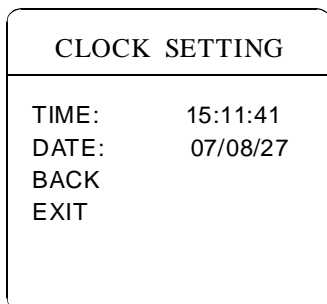 CLOCK SETTING
TIME: 15:11:41
DATE: 07/08/27
BACK
EXIT